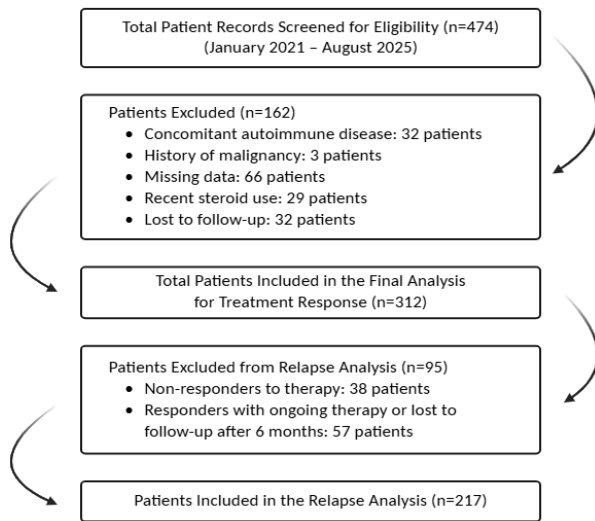 Total Patient Records Screened for Eligibility (n=474)
(January 2021 – August 2025)
Patients Excluded (n=162)
• Concomitant autoimmune disease: 32 patients
• History of malignancy: 3 patients
• Missing data: 66 patients
• Recent steroid use: 29 patients
• Lost to follow-up: 32 patients
Total Patients Included in the Final Analysis
for Treatment Response (n=312)
Patients Excluded from Relapse Analysis (n=95)
• Non-responders to therapy: 38 patients
• Responders with ongoing therapy or lost to
follow-up after 6 months: 57 patients
Patients Included in the Relapse Analysis (n=217)